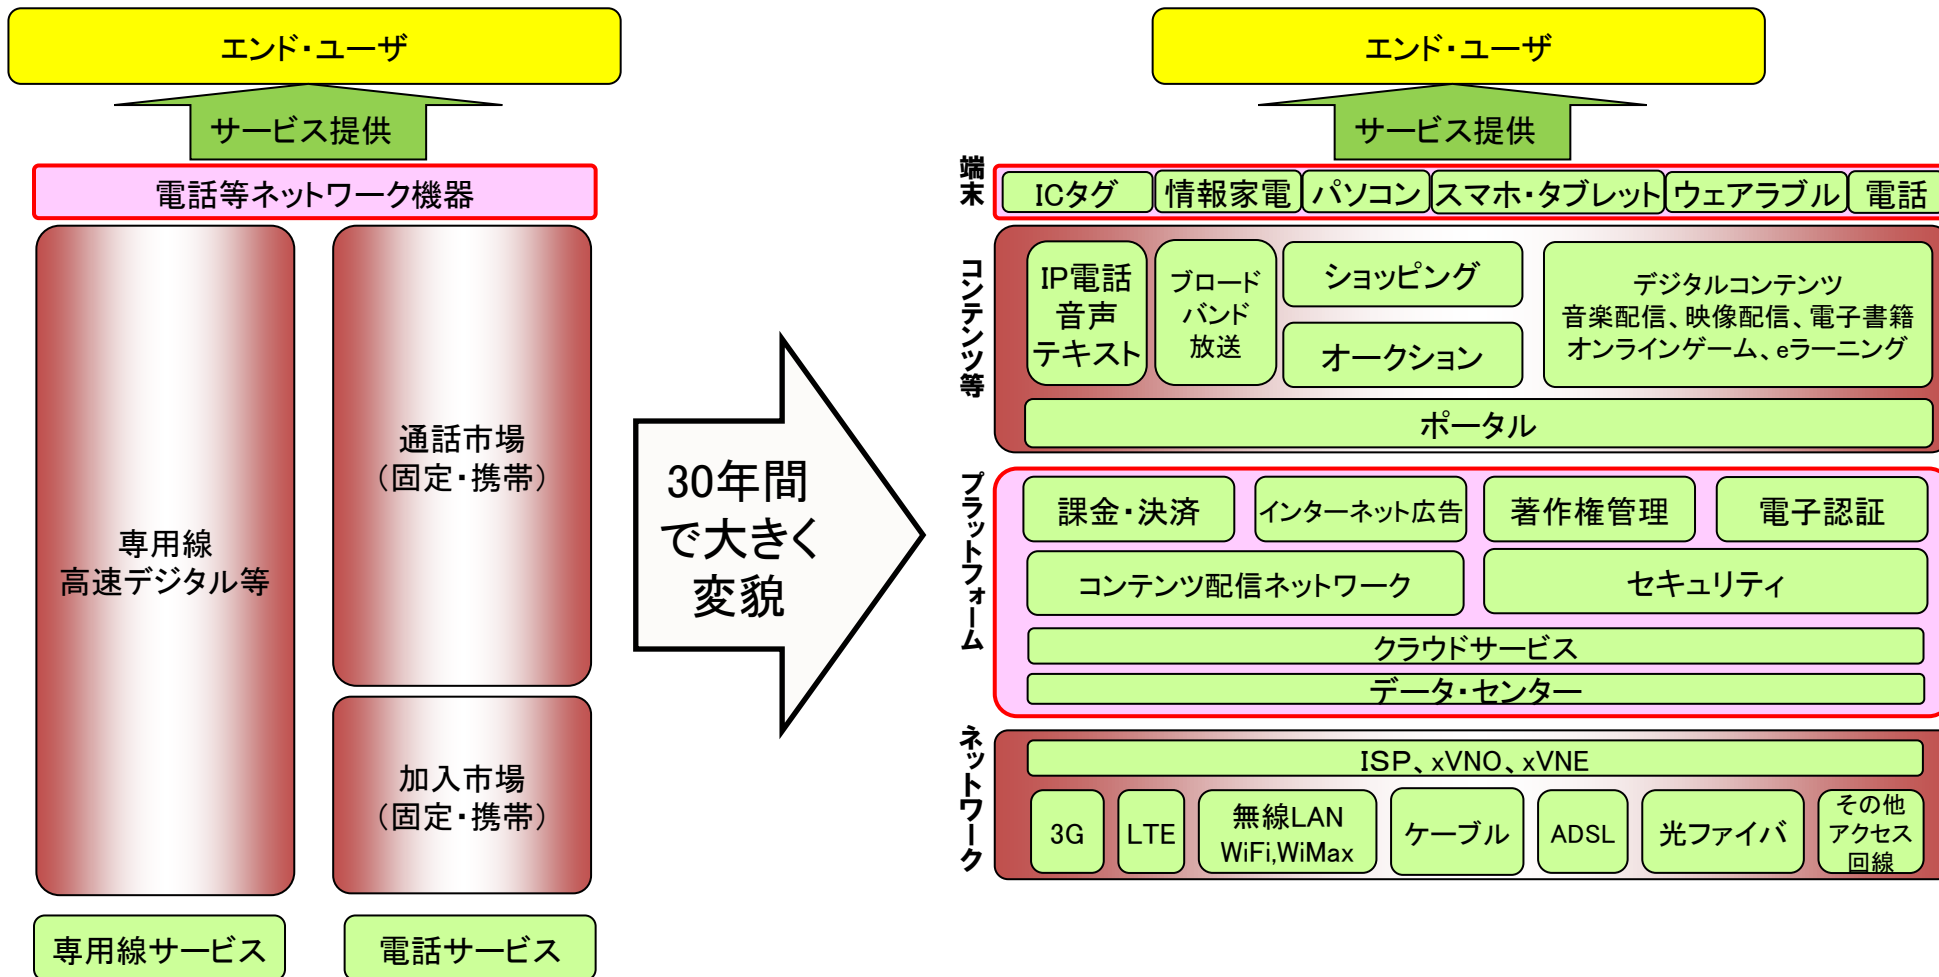 エンド・ユーザ
サービス提供
電話等ネットワーク機器
専用線
高速デジタル等
通話市場
（固定・携帯）
加入市場
（固定・携帯）
専用線サービス
電話サービス
30年間
で大きく
変貌
エンド・ユーザ
サービス提供
端末
ICタグ
情報家電
パソコン
スマホ・タブレット
ウェアラブル
電話
コンテンツ等
IP電話
音声
テキスト
ブロード
バンド
放送
ショッピング
オークション
デジタルコンテンツ
音楽配信、映像配信、電子書籍
オンラインゲーム、eラーニング
ポータル
プラットフォーム
課金・決済
インターネット広告
著作権管理
電子認証
コンテンツ配信ネットワーク
セキュリティ
クラウドサービス
データ・センター
ネットワーク
ISP、xVNO、xVNE
3G
LTE
無線LAN
WiFi,WiMax
ケーブル
ADSL
光ファイバ
その他
アクセス
回線